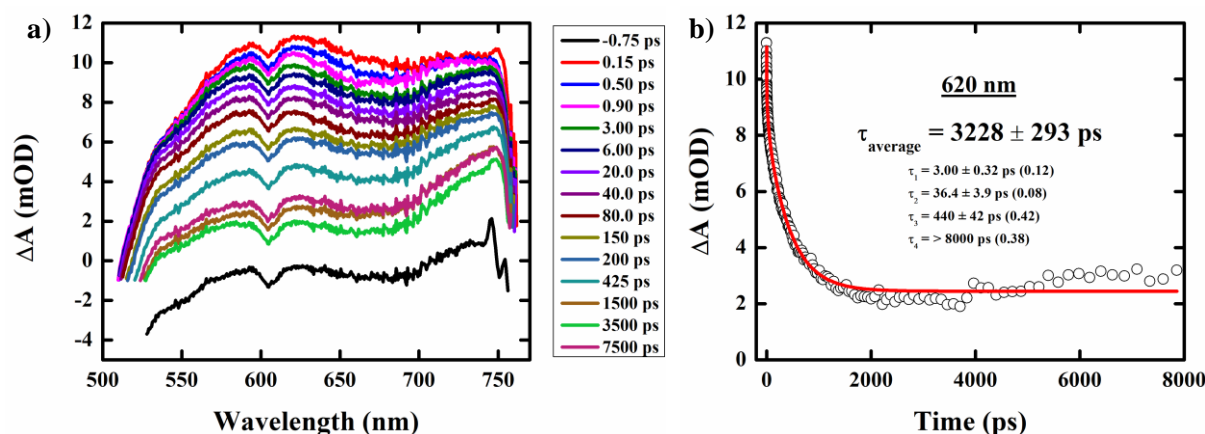 a)
12
10
8
6
4
2
0
-2
-4
ΔA (mOD)
500 550 600 650 700 750
Wavelength (nm)
-0.75 ps
0.15 ps
0.50 ps
0.90 ps
3.00 ps
6.00 ps
20.0 ps
40.0 ps
80.0 ps
150 ps
200 ps
425 ps
1500 ps
3500 ps
7500 ps
b)
12
10
8
6
4
2
0
ΔA (mOD)
620 nm
τaverage = 3228 ± 293 ps
τ1 = 3.00 ± 0.32 ps (0.12)
τ2 = 36.4 ± 3.9 ps (0.08)
τ3 = 440 ± 42 ps (0.42)
τ4 = > 8000 ps (0.38)
0 2000 4000 6000 8000
Time (ps)